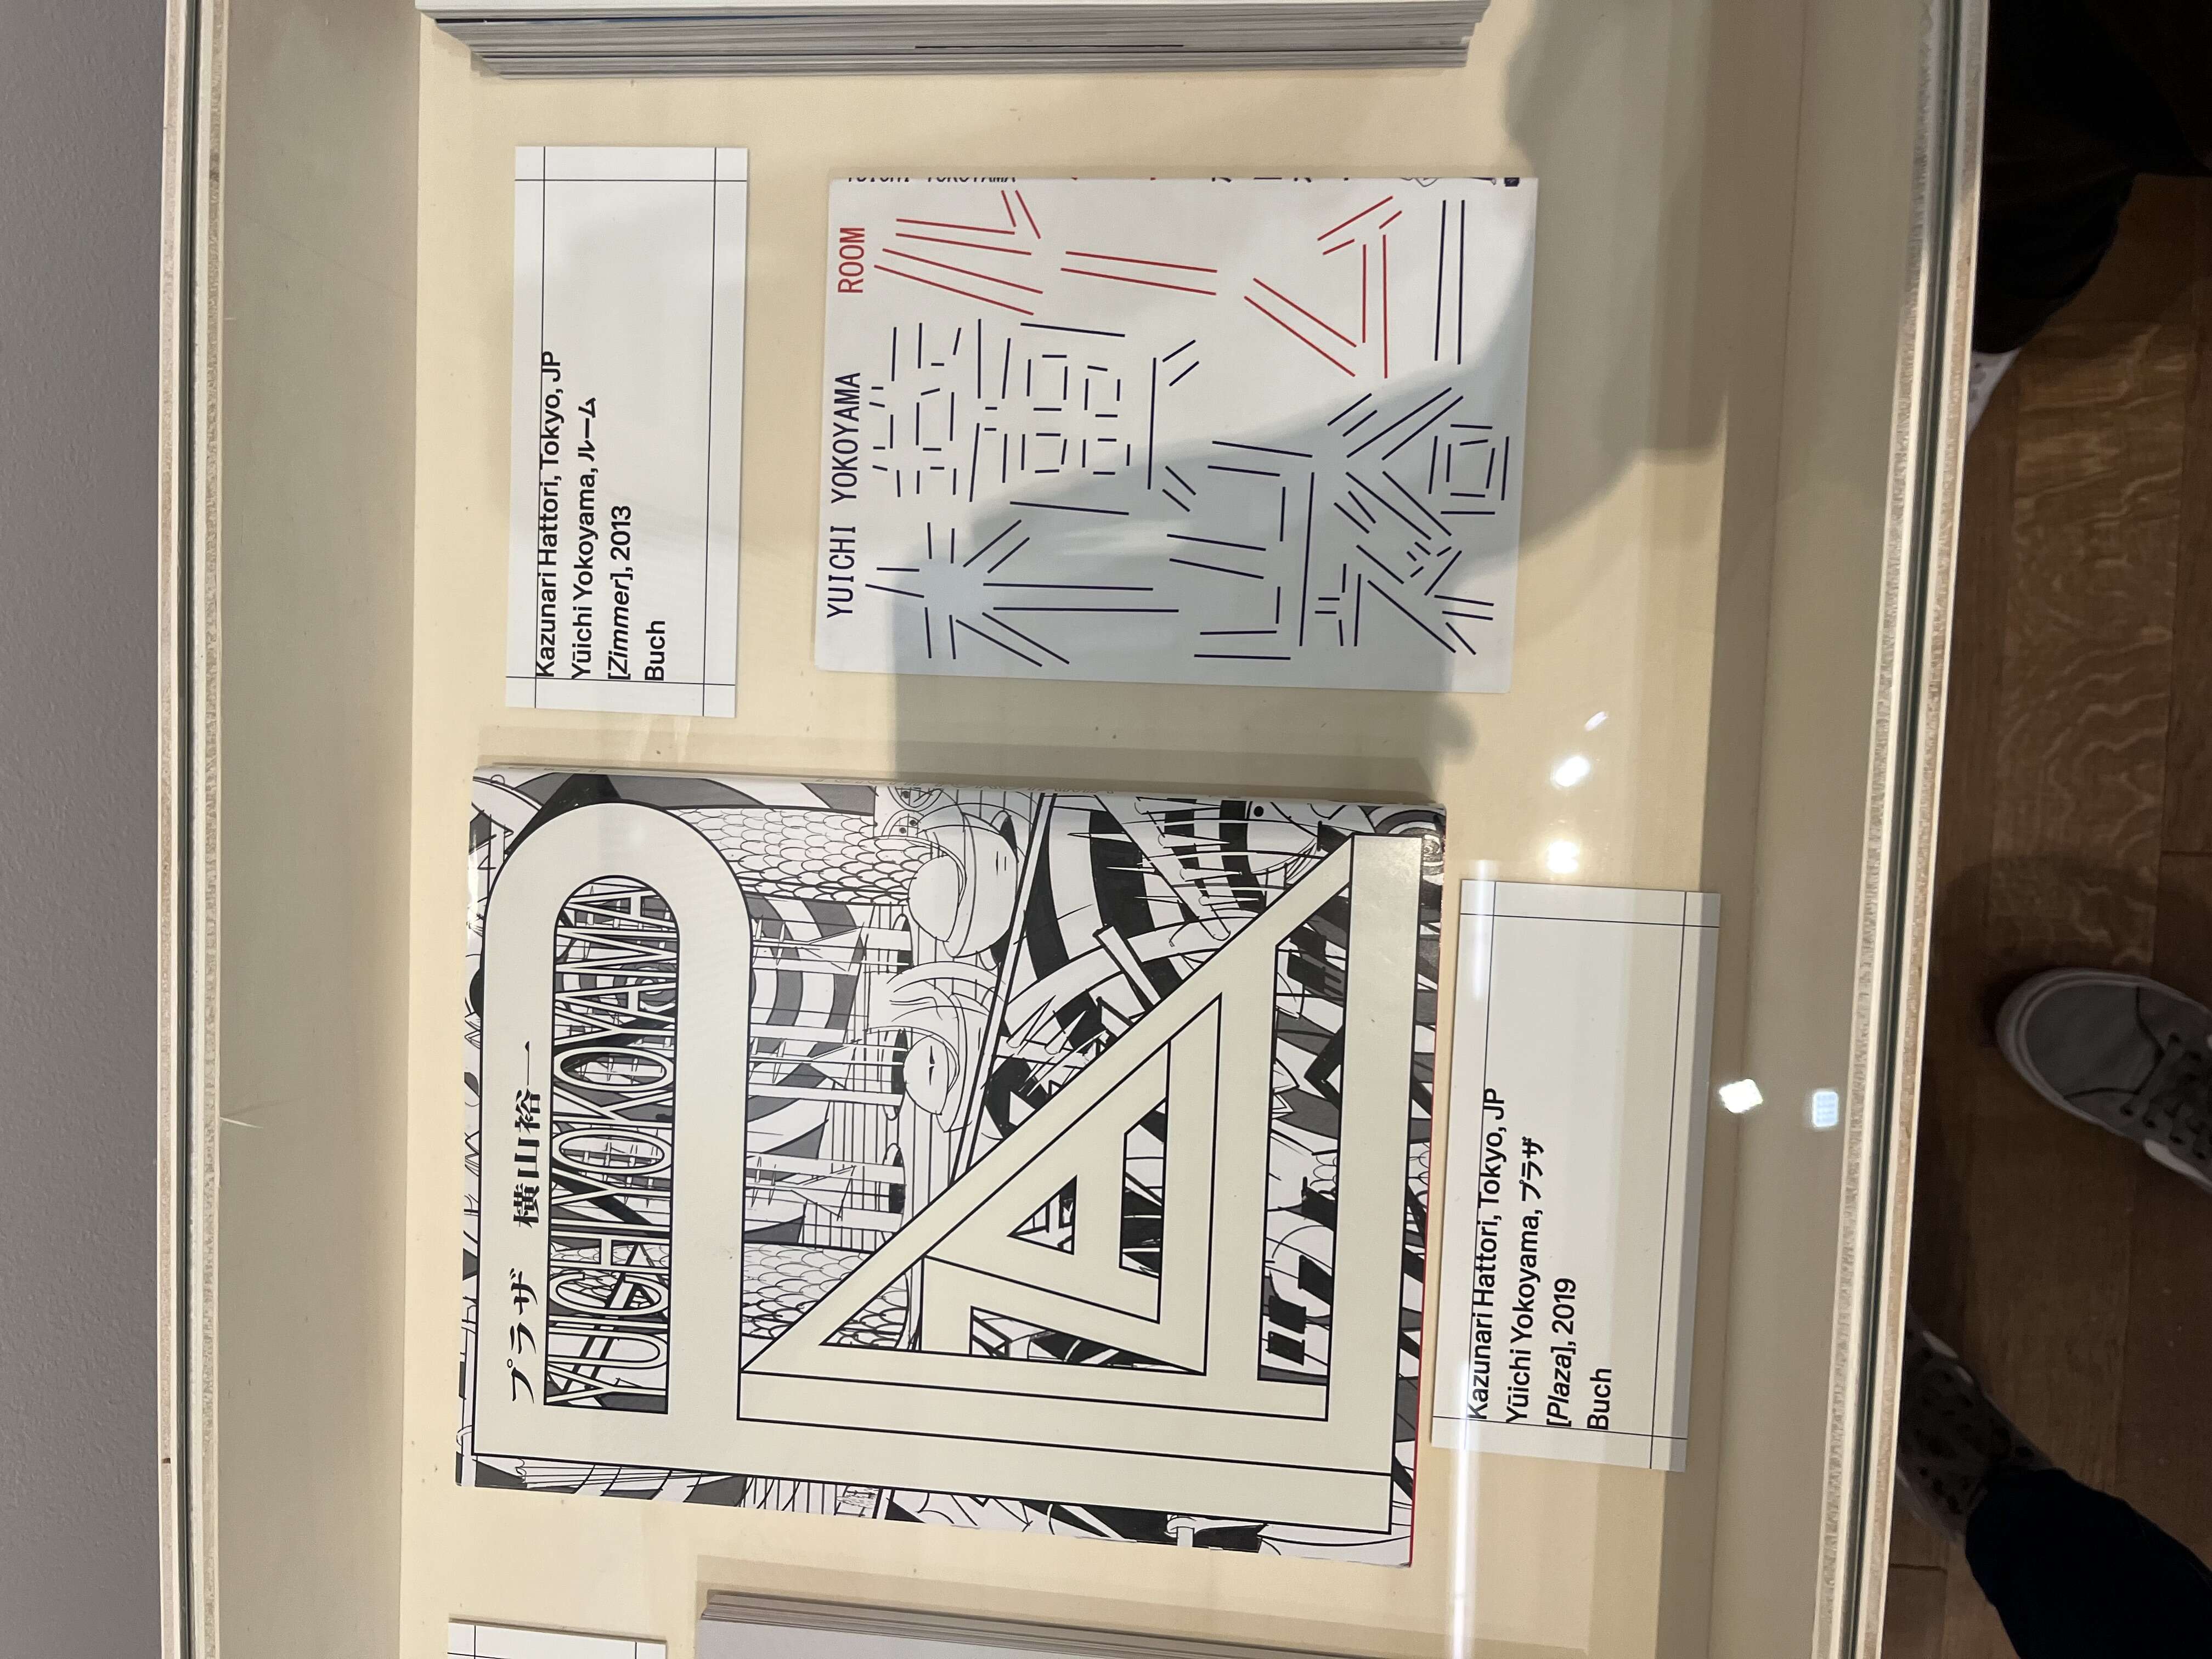 プラザ 横山裕一
YUICHI YOKOYAMA
PLAZA
Kazunari Hattori, Tokyo, JP
Yūichi Yokoyama, プラザ
[Plaza], 2019
Buch
Kazunari Hattori, Tokyo, JP
Yūichi Yokoyama, ルーム
[Zimmer], 2013
Buch
YUICHI YOKOYAMA ROOM
ルーム
横山裕一